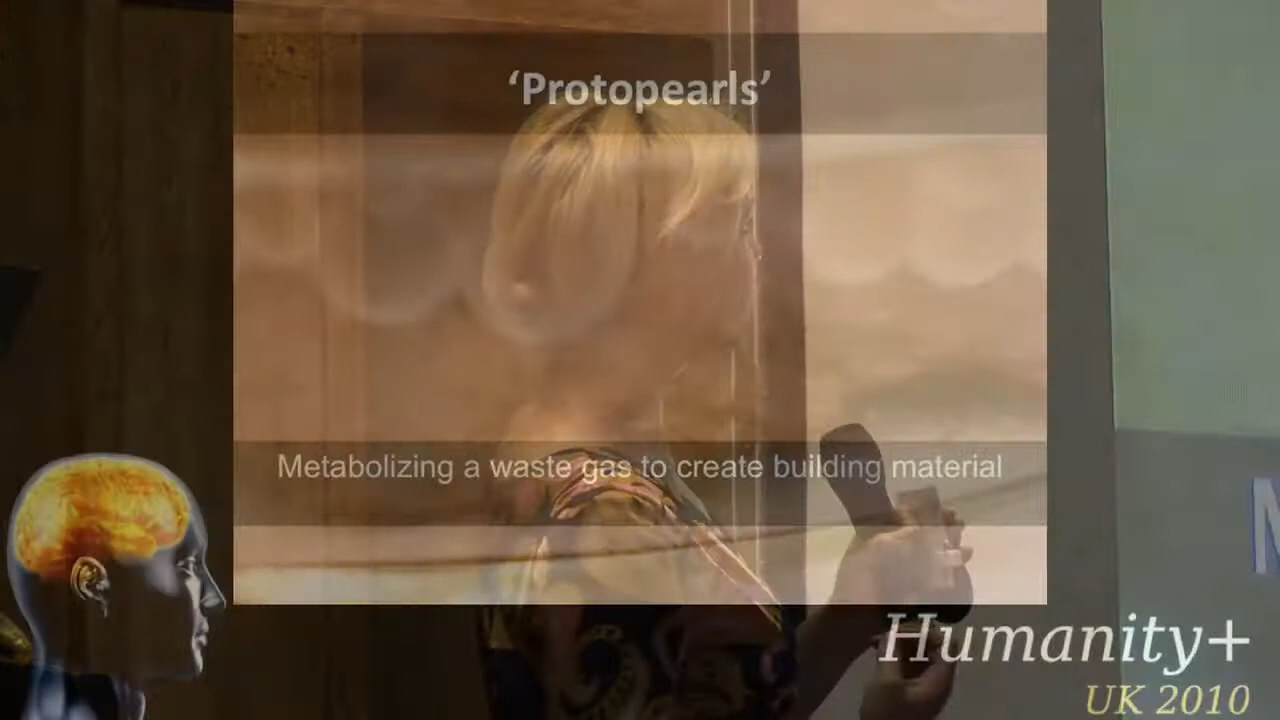 ‘Protopearls’
Metabolizing a waste gas to create building material
Humanity+
UK 2010